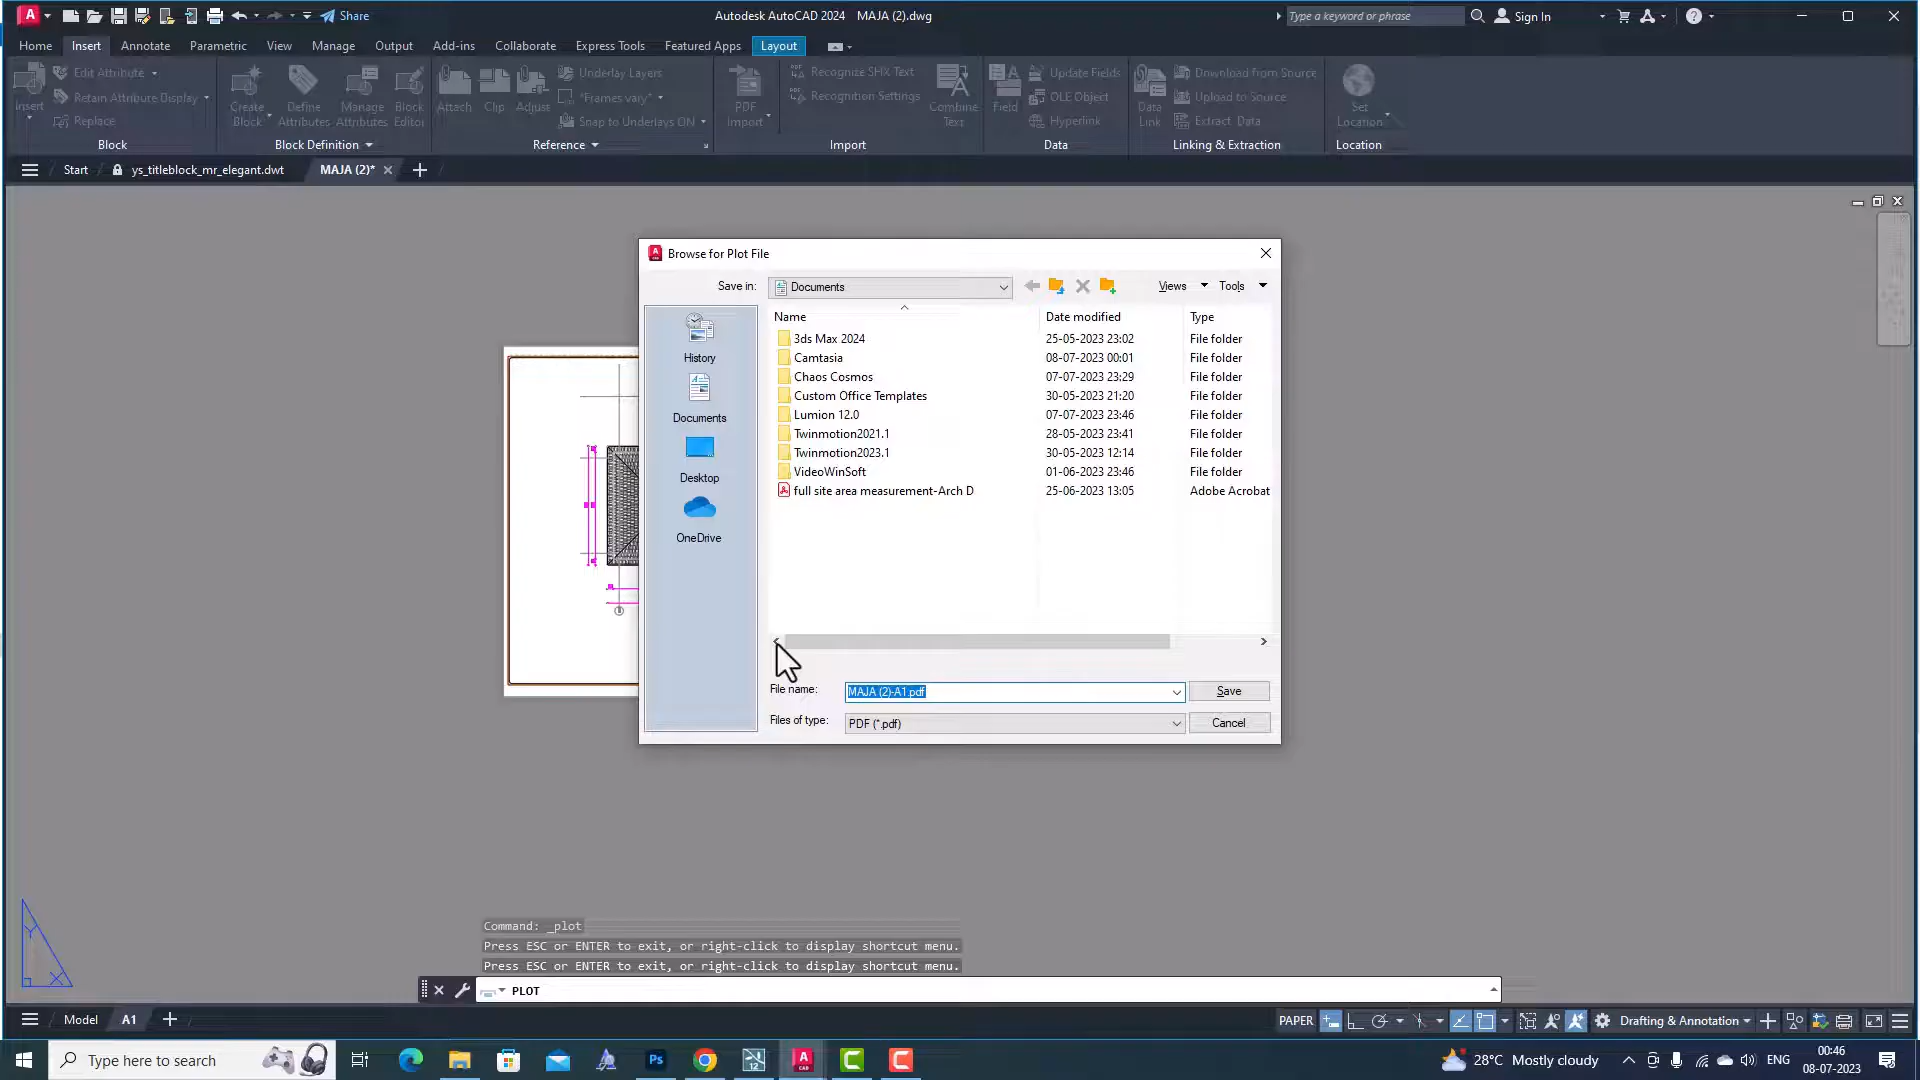 Share
Autodesk AutoCAD 2024 MAJA (2).dwg
Type a keyword or phrase
Sign In
Home Insert Annotate Parametric View Manage Output Add-ins Collaborate Express Tools Featured Apps Layout
Insert
Edit Attribute
Retain Attribute Display
Replace
Block
Create Block
Define Attributes
Manage Attributes
Block Editor
Block Definition
Attach
Clip
Adjust
Underlay Layers
*Frames vary*
Snap to Underlays ON
Reference
PDF Import
Recognize SHX Text
Recognition Settings
Combine Text
Import
Field
Update Fields
OLE Object
Hyperlink
Data
Data Link
Download from Source
Upload to Source
Extract Data
Linking & Extraction
Set Location
Location
Start
ys_titleblock_mr_elegant.dwt
MAJA (2)*
Browse for Plot File
Save in: Documents Views Tools
Name Date modified Type
3ds Max 2024 25-05-2023 23:02 File folder
Camtasia 08-07-2023 00:01 File folder
Chaos Cosmos 07-07-2023 23:29 File folder
Custom Office Templates 30-05-2023 21:20 File folder
Lumion 12.0 07-07-2023 23:46 File folder
Twinmotion2021.1 28-05-2023 23:41 File folder
Twinmotion2023.1 30-05-2023 12:14 File folder
VideoWinSoft 01-06-2023 23:46 File folder
full site area measurement-Arch D 25-06-2023 13:05 Adobe Acrobat
History
Documents
Desktop
OneDrive
File name: MAJA (2)-A1.pdf Save
Files of type: PDF (*.pdf) Cancel
Command: _plot
Press ESC or ENTER to exit, or right-click to display shortcut menu.
Press ESC or ENTER to exit, or right-click to display shortcut menu.
PLOT
Y
X
Model A1
PAPER
Drafting & Annotation
Type here to search
Ps
12
A
CAD
28°C Mostly cloudy
ENG
00:46
08-07-2023